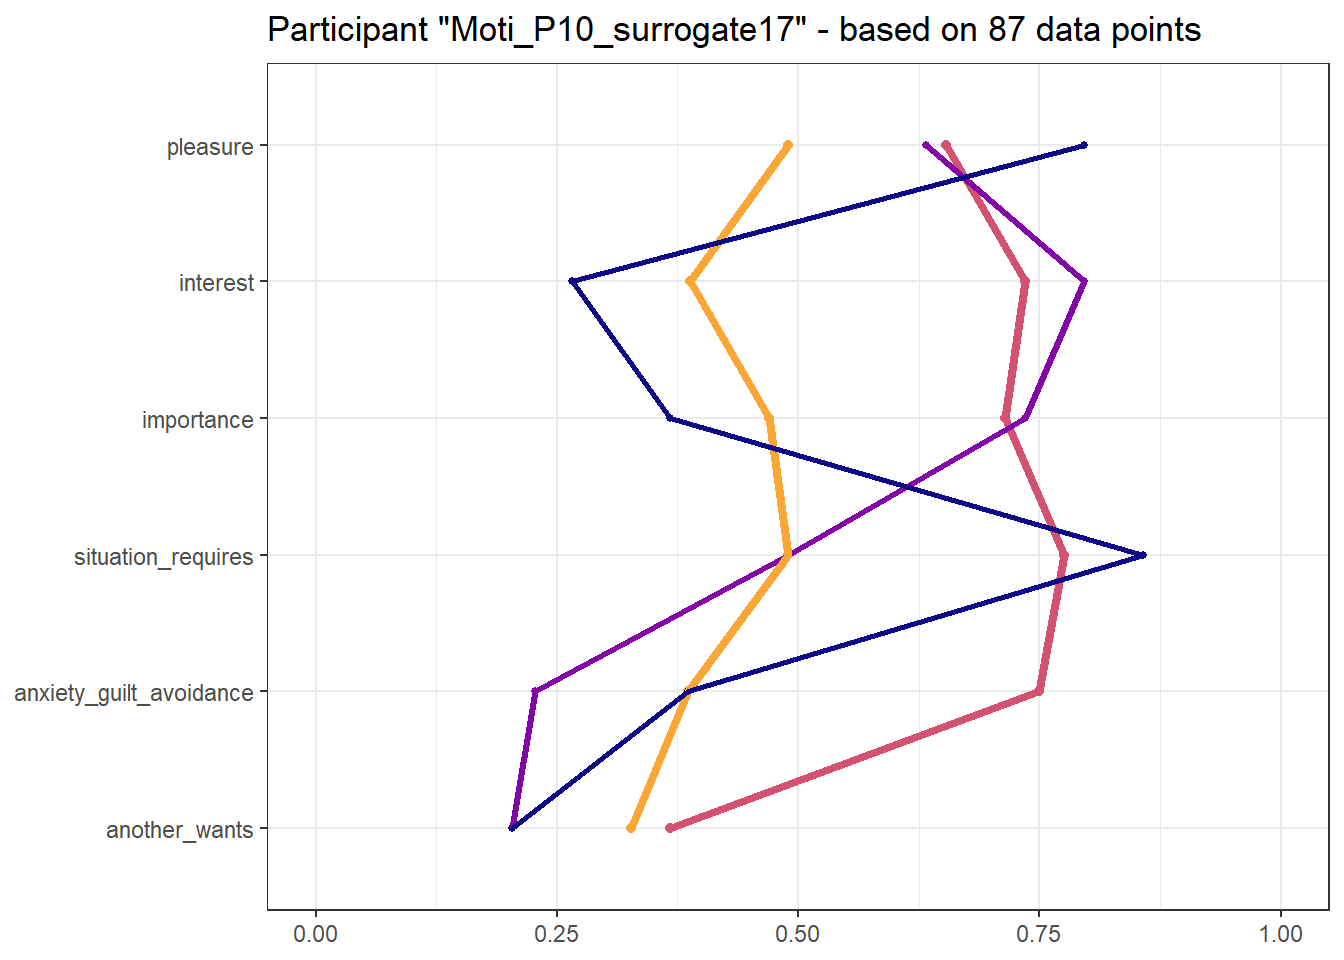 Participant "Moti_P10_surrogate17" - based on 87 data points
pleasure
interest
importance
situation_requires
anxiety_guilt_avoidance
another_wants
0.00 0.25 0.50 0.75 1.00